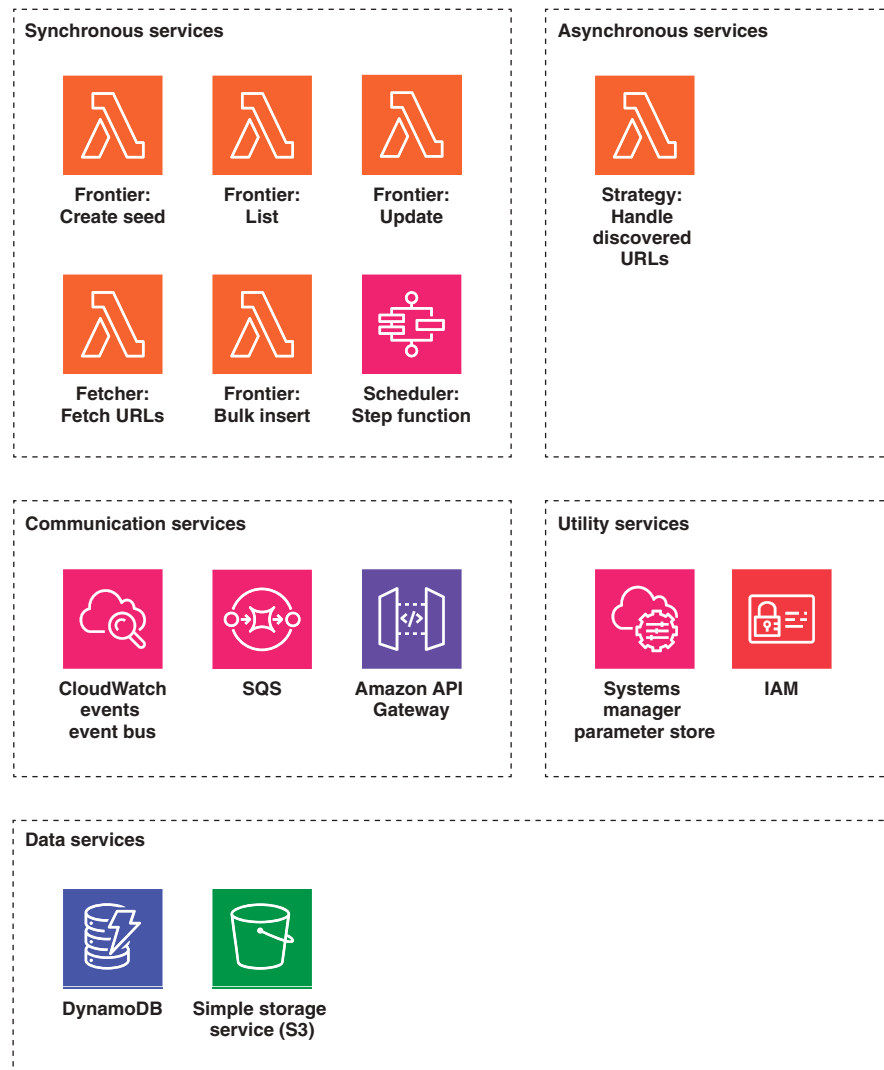 Synchronous services
Frontier:
Create seed
Frontier:
List
Frontier:
Update
Fetcher:
Fetch URLs
Frontier:
Bulk insert
Scheduler:
Step function
Asynchronous services
Strategy:
Handle
discovered
URLs
Communication services
CloudWatch
events
event bus
SQS
</>
Amazon API
Gateway
Utility services
Systems
manager
parameter store
IAM
Data services
DynamoDB
Simple storage
service (S3)